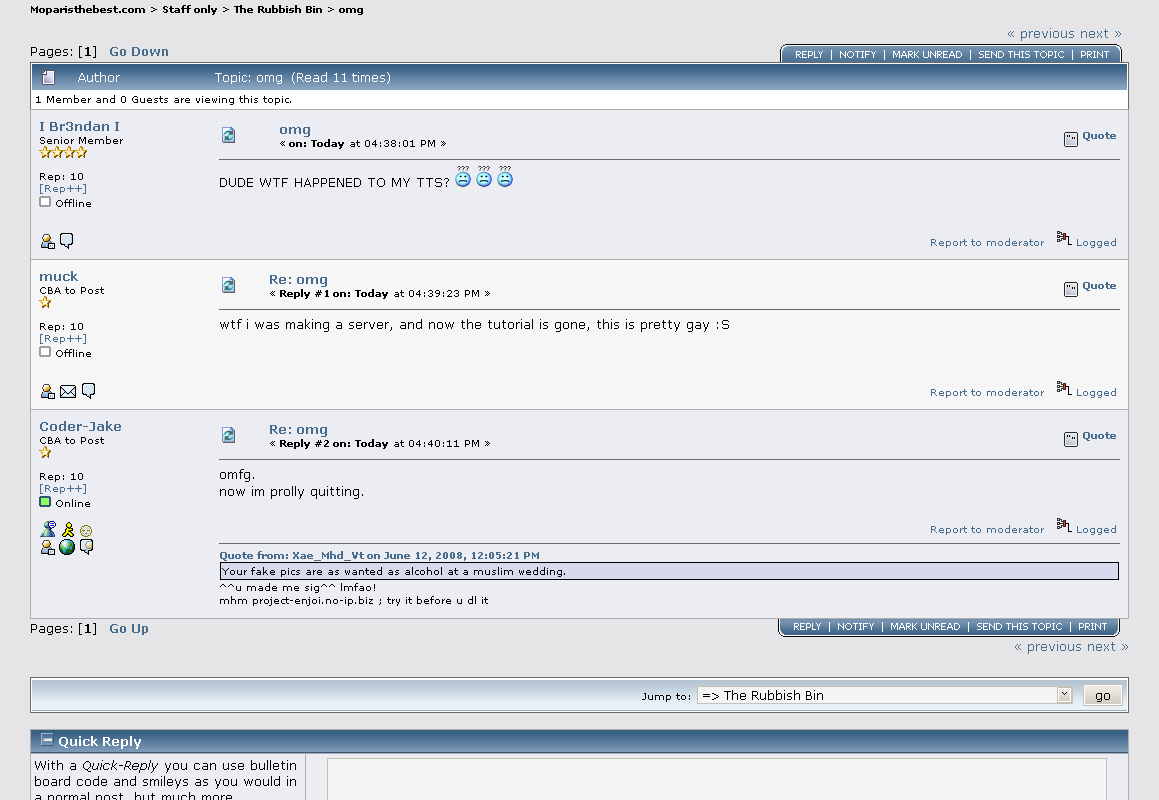 Moparisthebest.com > Staff only > The Rubbish Bin > omg
« previous next »
Pages: [1] Go Down
REPLY | NOTIFY | MARK UNREAD | SEND THIS TOPIC | PRINT
Author Topic: omg (Read 11 times)
1 Member and 0 Guests are viewing this topic.
I Br3ndan I
Senior Member
Rep: 10
[Rep++]
Offline
omg
« on: Today at 04:38:01 PM »
Quote
DUDE WTF HAPPENED TO MY TTS? ??? ??? ???
Report to moderator Logged
muck
CBA to Post
Rep: 10
[Rep++]
Offline
Re: omg
« Reply #1 on: Today at 04:39:23 PM »
Quote
wtf i was making a server, and now the tutorial is gone, this is pretty gay :S
Report to moderator Logged
Coder-Jake
CBA to Post
Rep: 10
[Rep++]
Online
Re: omg
« Reply #2 on: Today at 04:40:11 PM »
Quote
omfg.
now im prolly quitting.
Report to moderator Logged
Quote from: Xae_Mhd_Vt on June 12, 2008, 12:05:21 PM
Your fake pics are as wanted as alcohol at a muslim wedding.
^^u made me sig^^ lmfao!
mhm project-enjoi.no-ip.biz ; try it before u dl it
Pages: [1] Go Up
REPLY | NOTIFY | MARK UNREAD | SEND THIS TOPIC | PRINT
« previous next »
Jump to: => The Rubbish Bin go
Quick Reply
With a Quick-Reply you can use bulletin
board code and smileys as you would in
a normal post, but much more